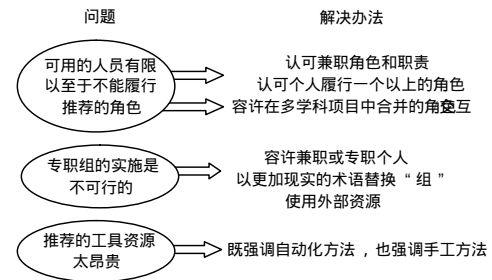 问题
解决办法
可用的人员有限
以至于不能履行
推荐的角色
认可兼职角色和职责
认可个人履行一个以上的角色
容许在多学科项目中合并的角色交互
专职组的实施是
不可行的
容许兼职或专职个人
以更加现实的术语替换“组”
使用外部资源
推荐的工具资源
太昂贵
既强调自动化方法，也强调手工方法